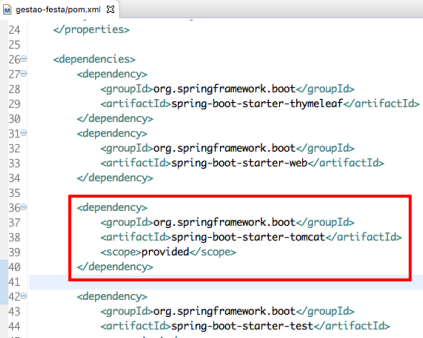 gestao-festa/pom.xml
24 </properties>
25
26 <dependencies>
27 <dependency>
28 <groupId>org.springframework.boot</groupId>
29 <artifactId>spring-boot-starter-thymeleaf</artifactId>
30 </dependency>
31 <dependency>
32 <groupId>org.springframework.boot</groupId>
33 <artifactId>spring-boot-starter-web</artifactId>
34 </dependency>
35
36 <dependency>
37 <groupId>org.springframework.boot</groupId>
38 <artifactId>spring-boot-starter-tomcat</artifactId>
39 <scope>provided</scope>
40 </dependency>
41
42 <dependency>
43 <groupId>org.springframework.boot</groupId>
44 <artifactId>spring-boot-starter-test</artifactId>